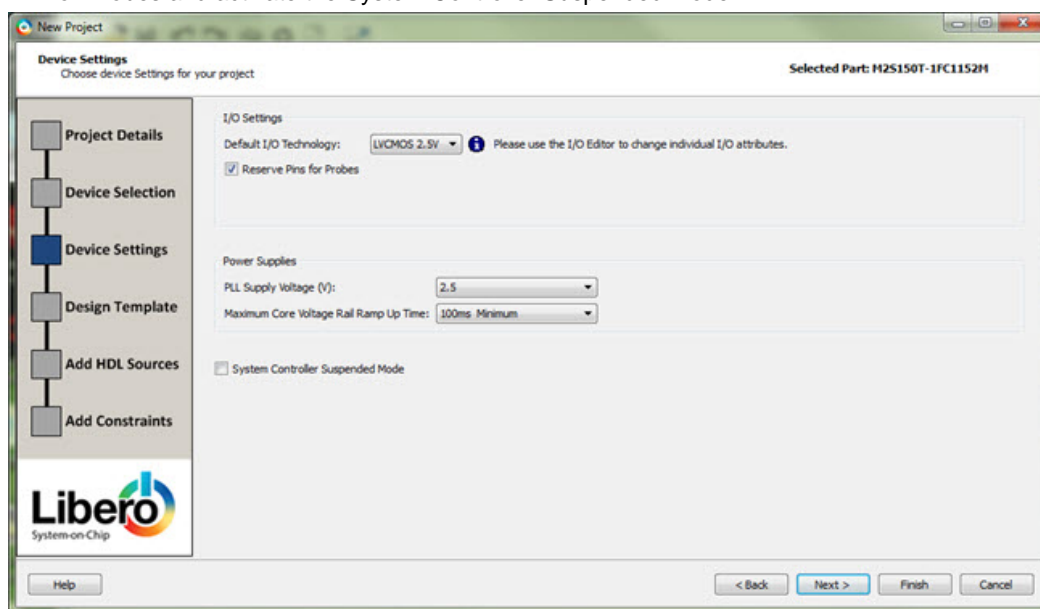 New Project
Device Settings
Choose device Settings for your project
Selected Part: M2S150T-1FC1152M
Project Details
Device Selection
Device Settings
Design Template
Add HDL Sources
Add Constraints
Libero
System-on-Chip
I/O Settings
Default I/O Technology: LVCMOS 2.5V Please use the I/O Editor to change individual I/O attributes.
Reserve Pins for Probes
Power Supplies
PLL Supply Voltage (V): 2.5
Maximum Core Voltage Rail Ramp Up Time: 100ms Minimum
System Controller Suspended Mode
Help
< Back Next > Finish Cancel